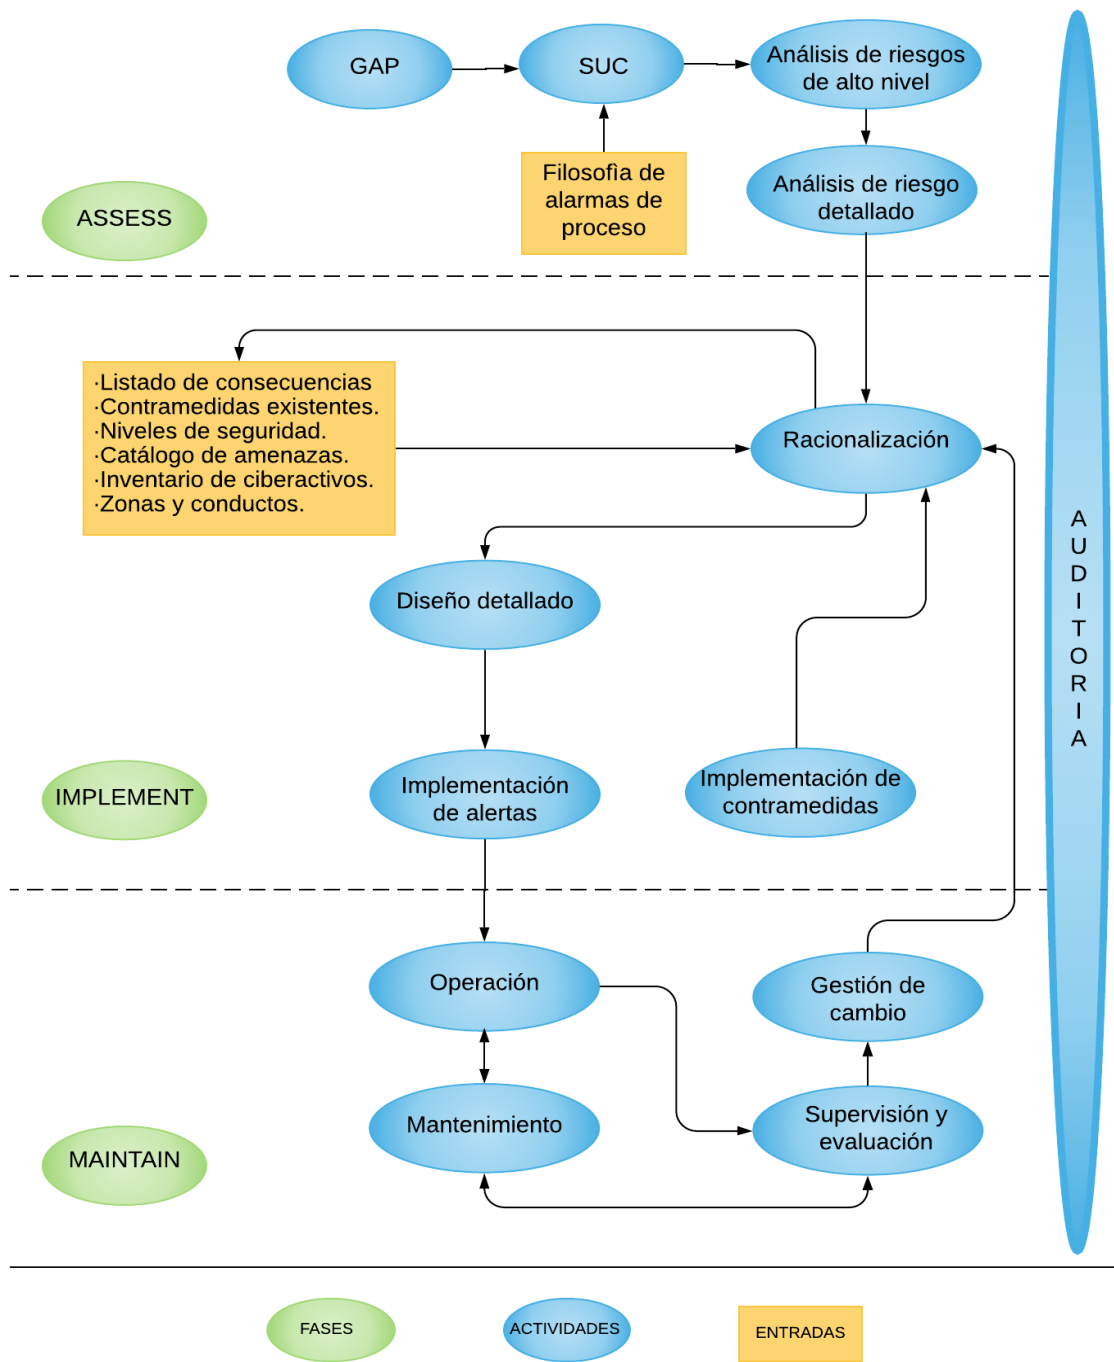 GAP
SUC
Análisis de riesgos
de alto nivel
Filosofìa de
alarmas de
proceso
Análisis de riesgo
detallado
ASSESS
·Listado de consecuencias
·Contramedidas existentes.
·Niveles de seguridad.
·Catálogo de amenazas.
·Inventario de ciberactivos.
·Zonas y conductos.
Racionalización
Diseño detallado
IMPLEMENT
Implementación
de alertas
Implementación de
contramedidas
Operación
Gestión de
cambio
MAINTAIN
Mantenimiento
Supervisión y
evaluación
A
U
D
I
T
O
R
I
A
FASES
ACTIVIDADES
ENTRADAS